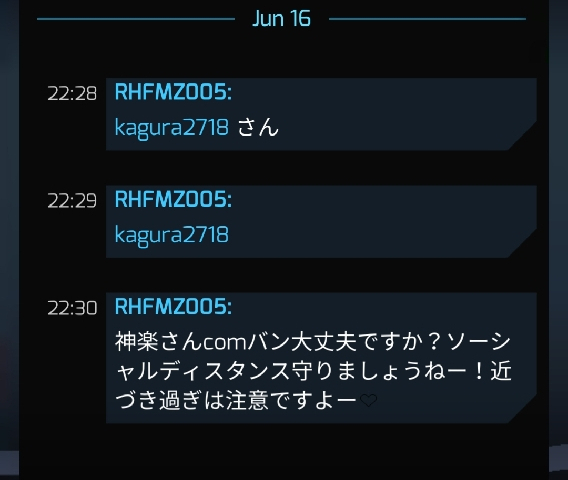 Jun 16
22:28
RHFMZ005:
kagura2718 さん
22:29
RHFMZ005:
kagura2718
22:30
RHFMZ005:
神楽さんcomバン大丈夫ですか？ソーシ
ャルディスタンス守りましょうねー！近
づき過ぎは注意ですよー♡